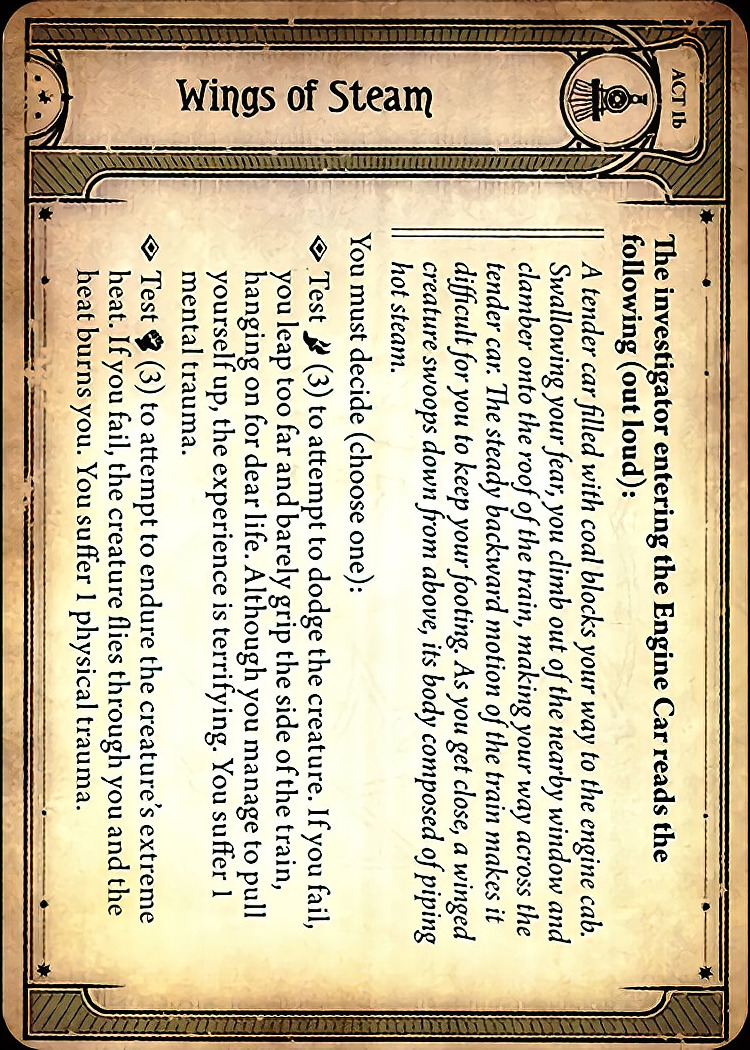 ACT 1b
Wings of Steam
The investigator entering the Engine Car reads the
following (out loud):
A tender car filled with coal blocks your way to the engine cab.
Swallowing your fear, you climb out of the nearby window and
clamber onto the roof of the train, making your way across the
tender car. The steady backward motion of the train makes it
difficult for you to keep your footing. As you get close, a winged
creature swoops down from above, its body composed of piping
hot steam.
You must decide (choose one):
Test (3) to attempt to dodge the creature. If you fail,
you leap too far and barely grip the side of the train,
hanging on for dear life. Although you manage to pull
yourself up, the experience is terrifying. You suffer 1
mental trauma.
Test (3) to attempt to endure the creature's extreme
heat. If you fail, the creature flies through you and the
heat burns you. You suffer 1 physical trauma.